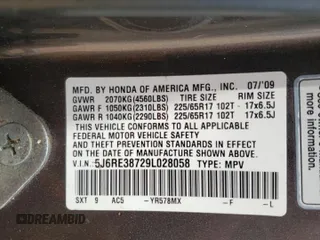 MFD. BY HONDA OF AMERICA MFG., INC. 07/'09
GVWR 2070KG(4560LBS) TIRE SIZE RIM SIZE
GAWR F 1050KG(2310LBS) 225/65R17 102T 17x6.5J
GAWR R 1040KG(2290LBS) 225/65R17 102T 17x6.5J
THIS VEHICLE CONFORMS TO ALL APPLICABLE
FEDERAL MOTOR VEHICLE SAFETY
AND THEFT PREVENTION STANDARDS
IN EFFECT ON THE DATE OF
MANUFACTURE SHOWN ABOVE.
V.I.N. 5J6RE38729L028058 TYPE: MPV
SXT 9 AC5 -YR578MX -F -L
DREAMBID